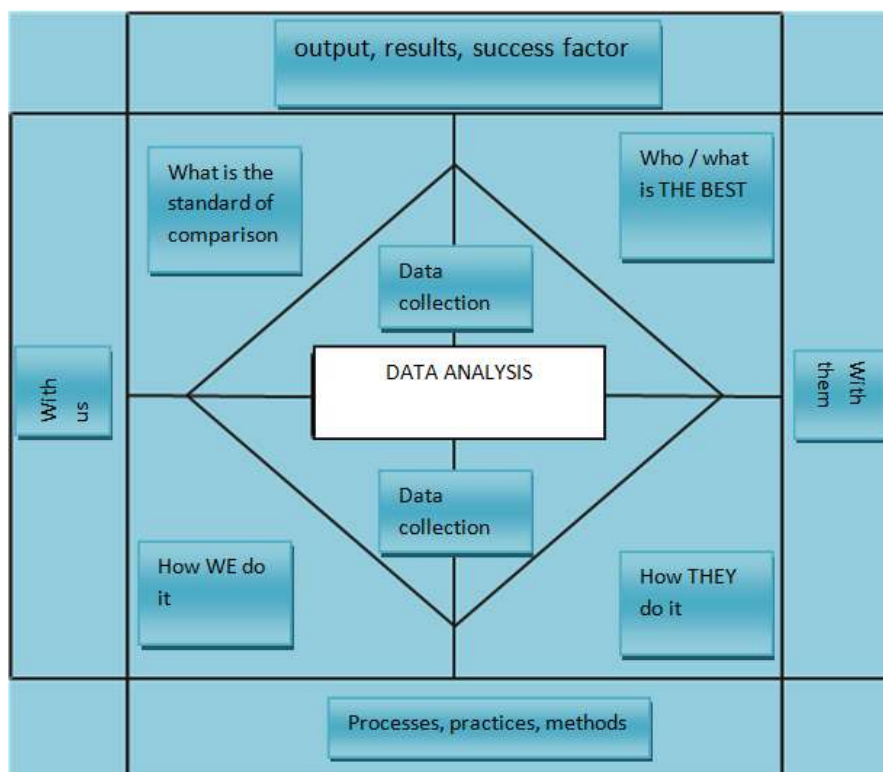 output, results, success factor
What is the
standard of
comparison
Who / what
is THE BEST
Data
collection
With
us
DATA ANALYSIS
With
them
Data
collection
How WE do
it
How THEY
do it
Processes, practices, methods